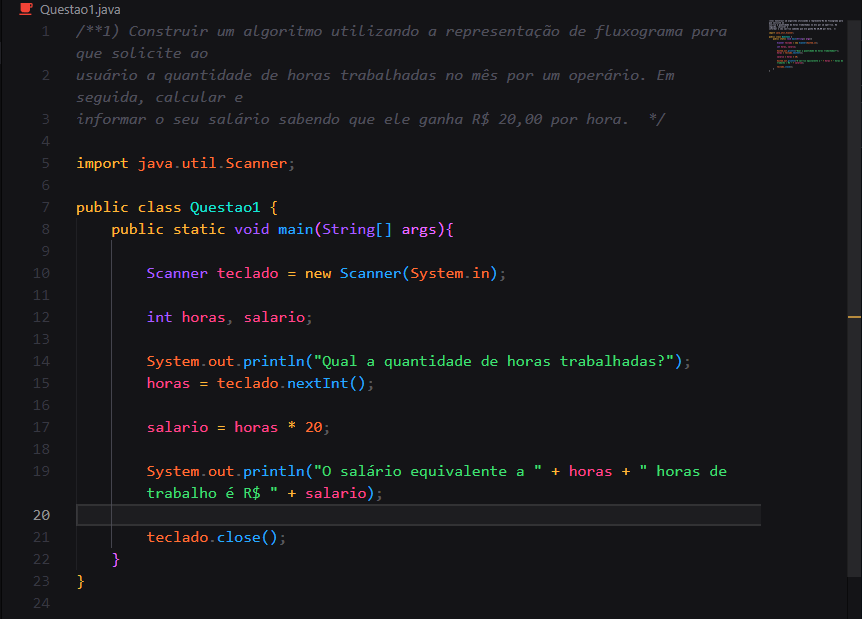 Questao1.java
1 /**1) Construir um algoritmo utilizando a representação de fluxograma para
que solicite ao
2 usuário a quantidade de horas trabalhadas no mês por um operário. Em
seguida, calcular e
3 informar o seu salário sabendo que ele ganha R$ 20,00 por hora.  */
4
5 import java.util.Scanner;
6
7 public class Questao1 {
8     public static void main(String[] args){
9
10         Scanner teclado = new Scanner(System.in);
11
12         int horas, salario;
13
14         System.out.println("Qual a quantidade de horas trabalhadas?");
15         horas = teclado.nextInt();
16
17         salario = horas * 20;
18
19         System.out.println("O salário equivalente a " + horas + " horas de
trabalho é R$ " + salario);
20
21         teclado.close();
22     }
23 }
24